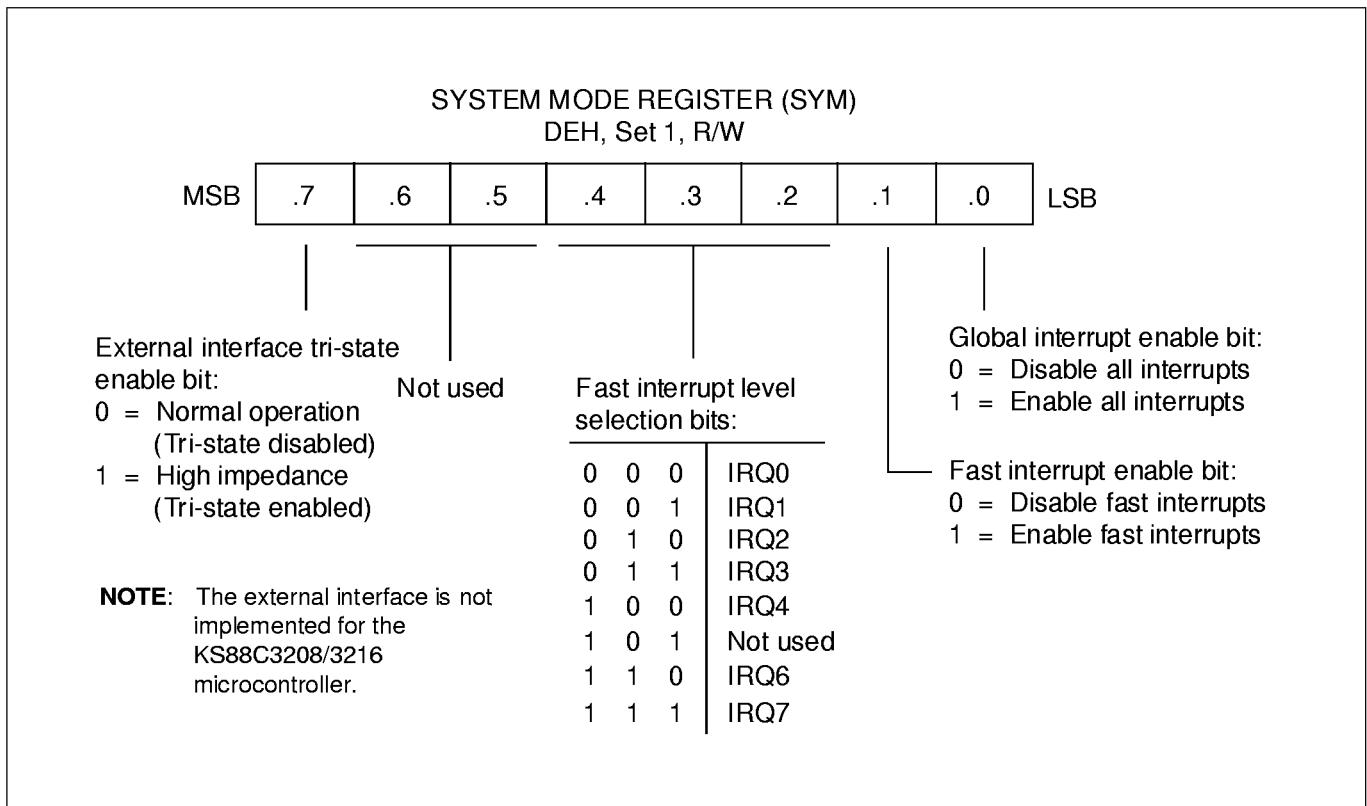 SYSTEM MODE REGISTER (SYM)
DEH, Set 1, R/W
MSB .7 .6 .5 .4 .3 .2 .1 .0 LSB
External interface tri-state
enable bit:
0 = Normal operation
(Tri-state disabled)
1 = High impedance
(Tri-state enabled)
Not used
Fast interrupt level
selection bits:
0 0 0 IRQ0
0 0 1 IRQ1
0 1 0 IRQ2
0 1 1 IRQ3
1 0 0 IRQ4
1 0 1 Not used
1 1 0 IRQ6
1 1 1 IRQ7
Global interrupt enable bit:
0 = Disable all interrupts
1 = Enable all interrupts
Fast interrupt enable bit:
0 = Disable fast interrupts
1 = Enable fast interrupts
NOTE: The external interface is not
implemented for the
KS88C3208/3216
microcontroller.